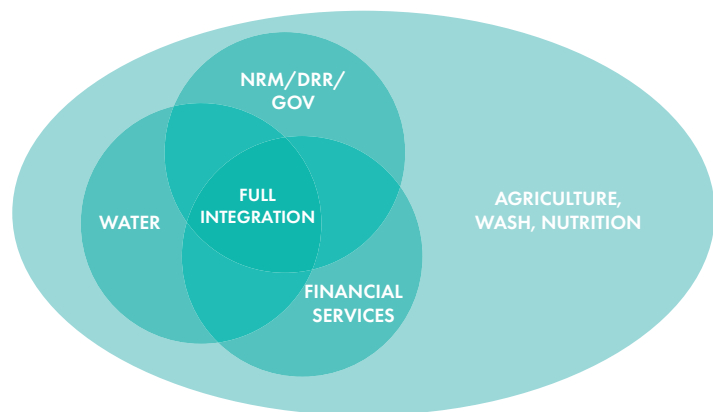 NRM/DRR/
GOV
WATER
FULL
INTEGRATION
AGRICULTURE,
WASH, NUTRITION
FINANCIAL
SERVICES